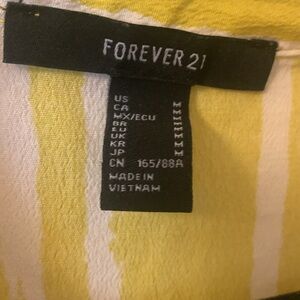 FOREVER 21
US M
CA M
MX/ECU M
BR M
EU M
UK M
KR M
JP M
CN 165/88A
MADE IN
VIETNAM